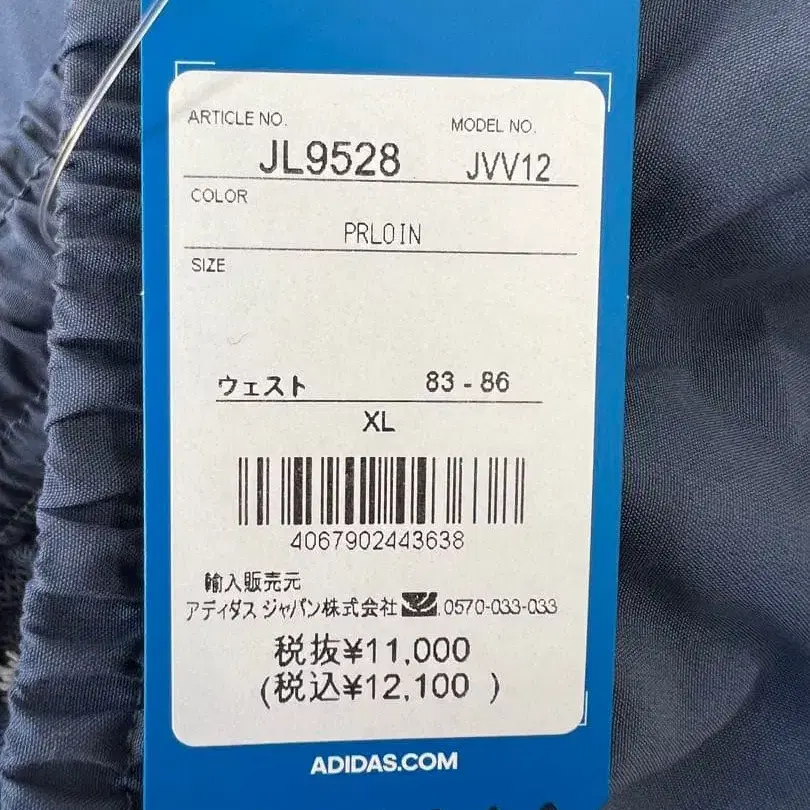 ARTICLE NO.
MODEL NO.
JL9528
JVV12
COLOR
PRLOIN
SIZE
ウェスト 83-86
XL
4067902443638
輸入販売元
アディダス ジャパン株式会社 0570-033-033
税抜¥11,000
(税込¥12,100 )
ADIDAS.COM